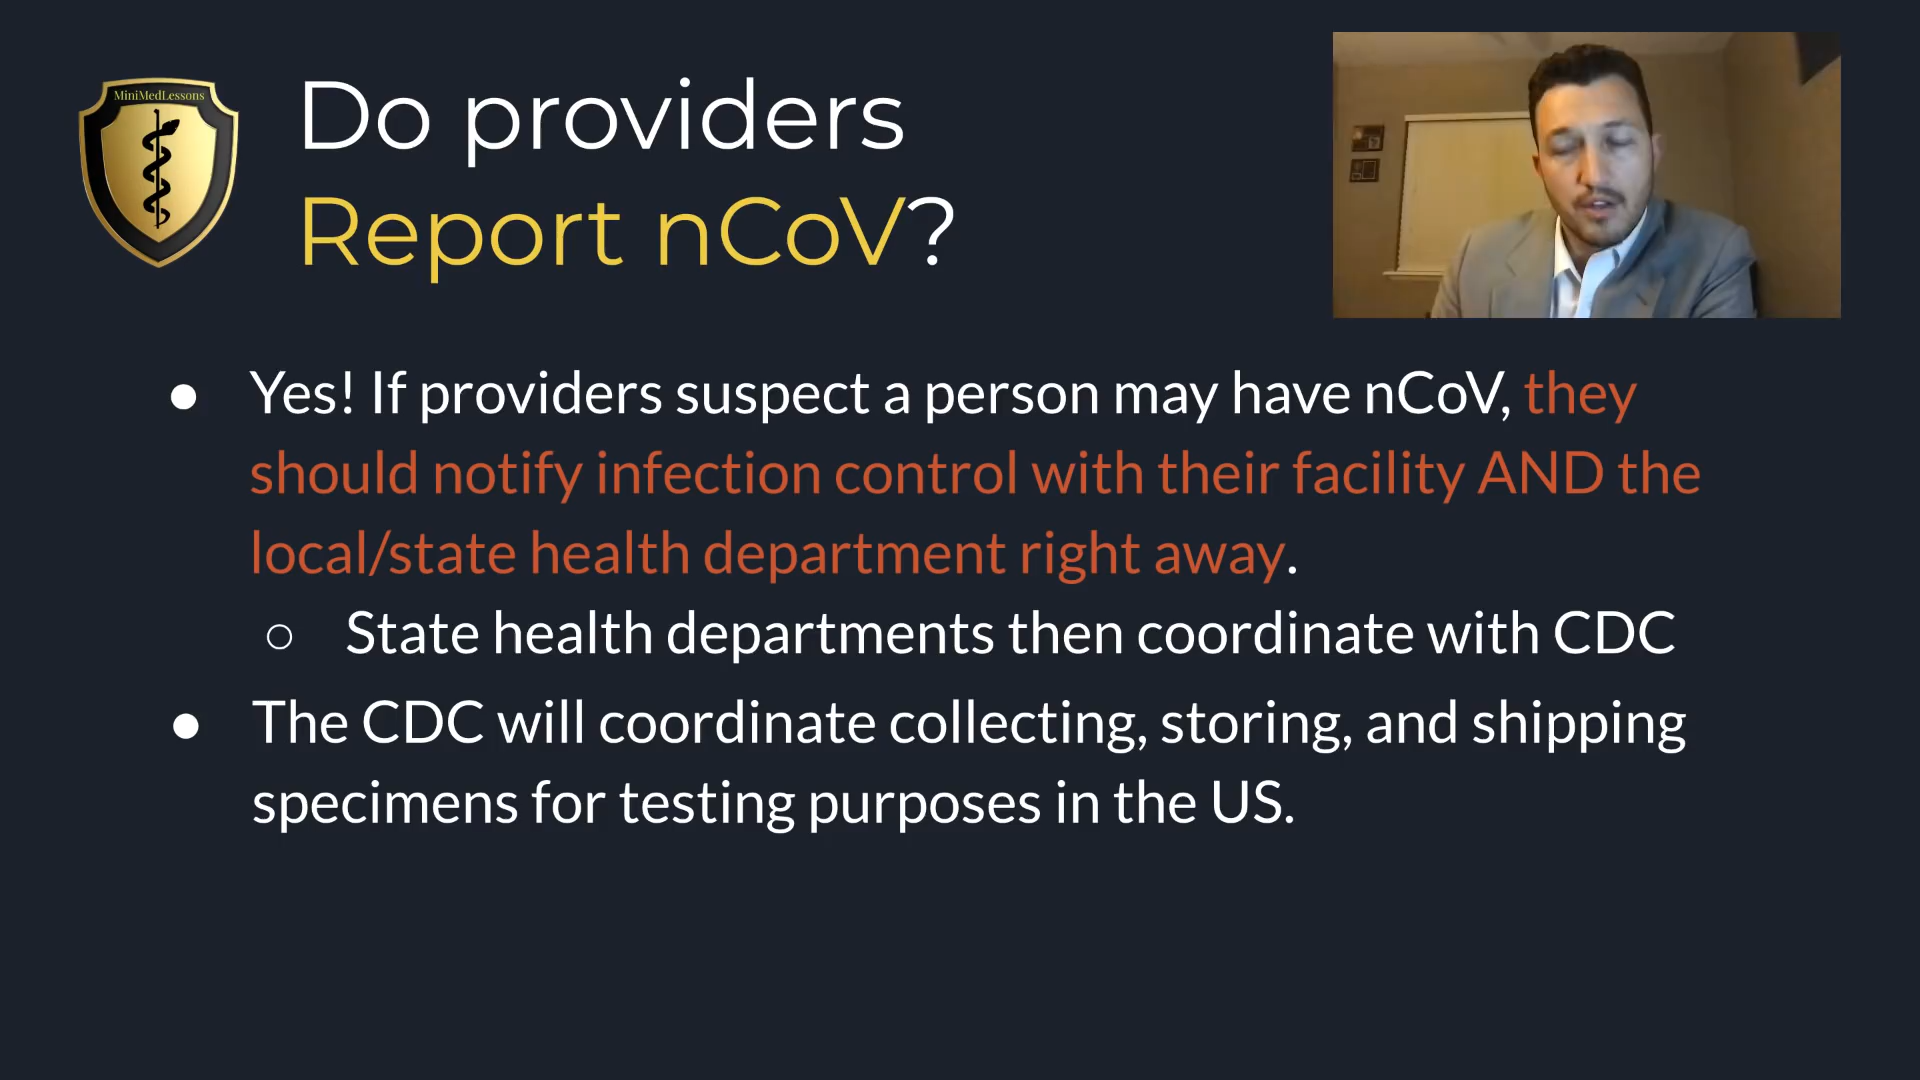 MiniMedLessons
Do providers
Report nCoV?
● Yes! If providers suspect a person may have nCoV, they
should notify infection control with their facility AND the
local/state health department right away.
○ State health departments then coordinate with CDC
● The CDC will coordinate collecting, storing, and shipping
specimens for testing purposes in the US.